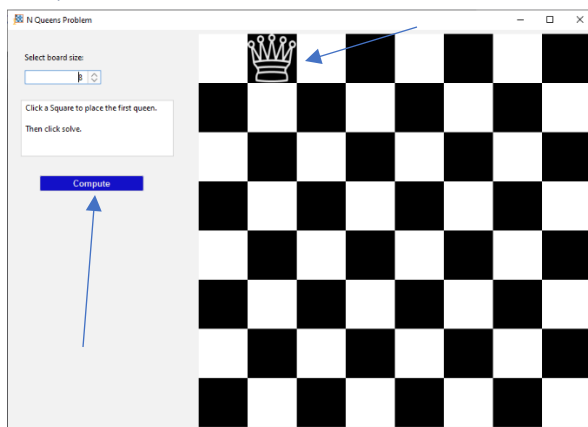 N Queens Problem
Select board size:
8
Click a Square to place the first queen.
Then click solve.
Compute